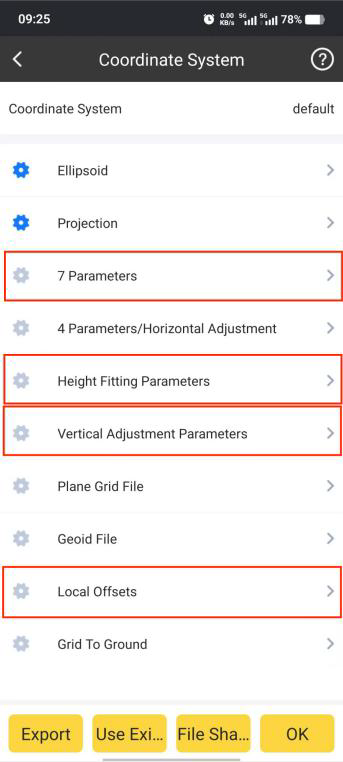 09:25 0.00 KB/s 5G 5G 78%
Coordinate System ?
Coordinate System default
Ellipsoid
Projection
7 Parameters
4 Parameters/Horizontal Adjustment
Height Fitting Parameters
Vertical Adjustment Parameters
Plane Grid File
Geoid File
Local Offsets
Grid To Ground
Export Use Exi... File Sha... OK